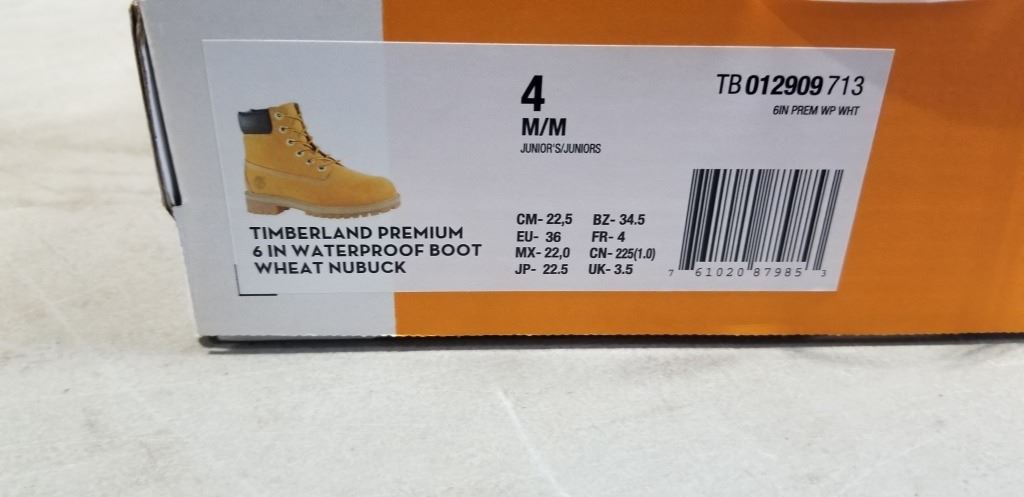 TIMBERLAND PREMIUM
6 IN WATERPROOF BOOT
WHEAT NUBUCK
4
M/M
JUNIOR'S/JUNIORS
CM- 22,5 BZ- 34.5
EU- 36 FR- 4
MX- 22,0 CN- 225(1.0)
JP- 22.5 UK- 3.5
TB 012909 713
6IN PREM WP WHT
7 61020 87985 3